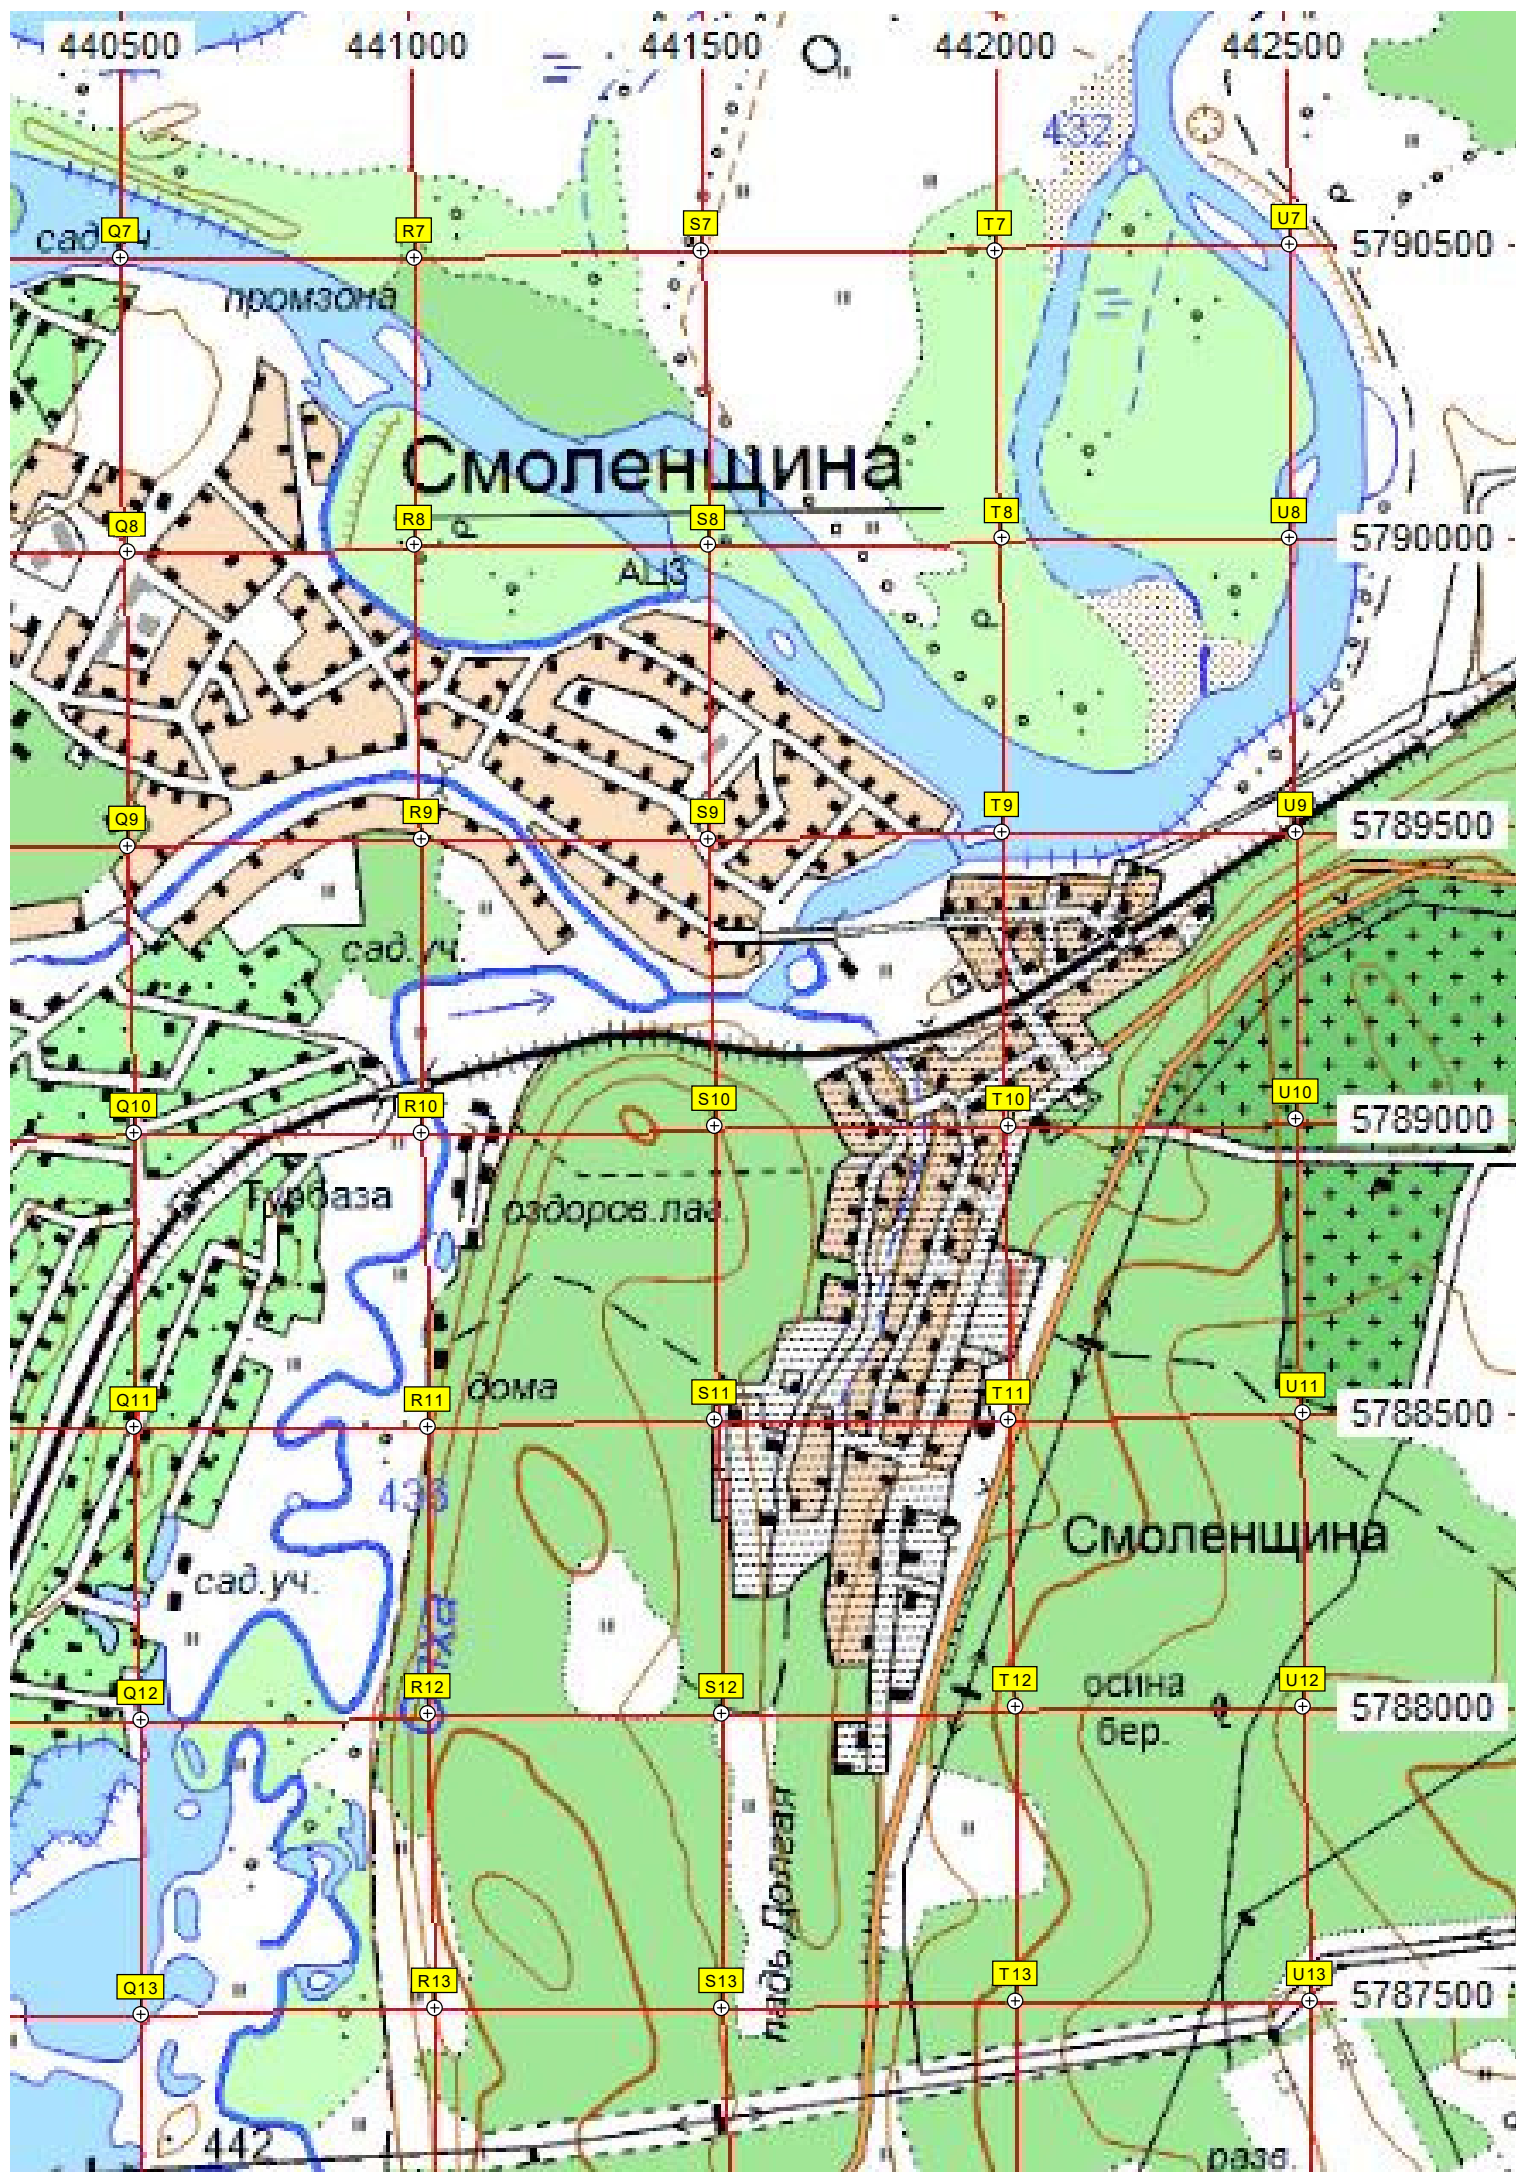 440500 441000 441500 442000 442500
432
Q7 R7 S7 T7 U7
5790500
промзона
Смоленщина
Q8 R8 S8 T8 U8
5790000
Q9 R9 S9 T9 U9
5789500
сад.уч.
Q10 R10 S10 T10 U10
5789000
Турбаза
оздоров.лаг.
дома
Q11 R11 S11 T11 U11
5788500
433
Смоленщина
сад.уч.
Q12 R12 S12 T12 U12
осина
бер.
5788000
падь Долгая
Q13 R13 S13 T13 U13
5787500
442
разв.